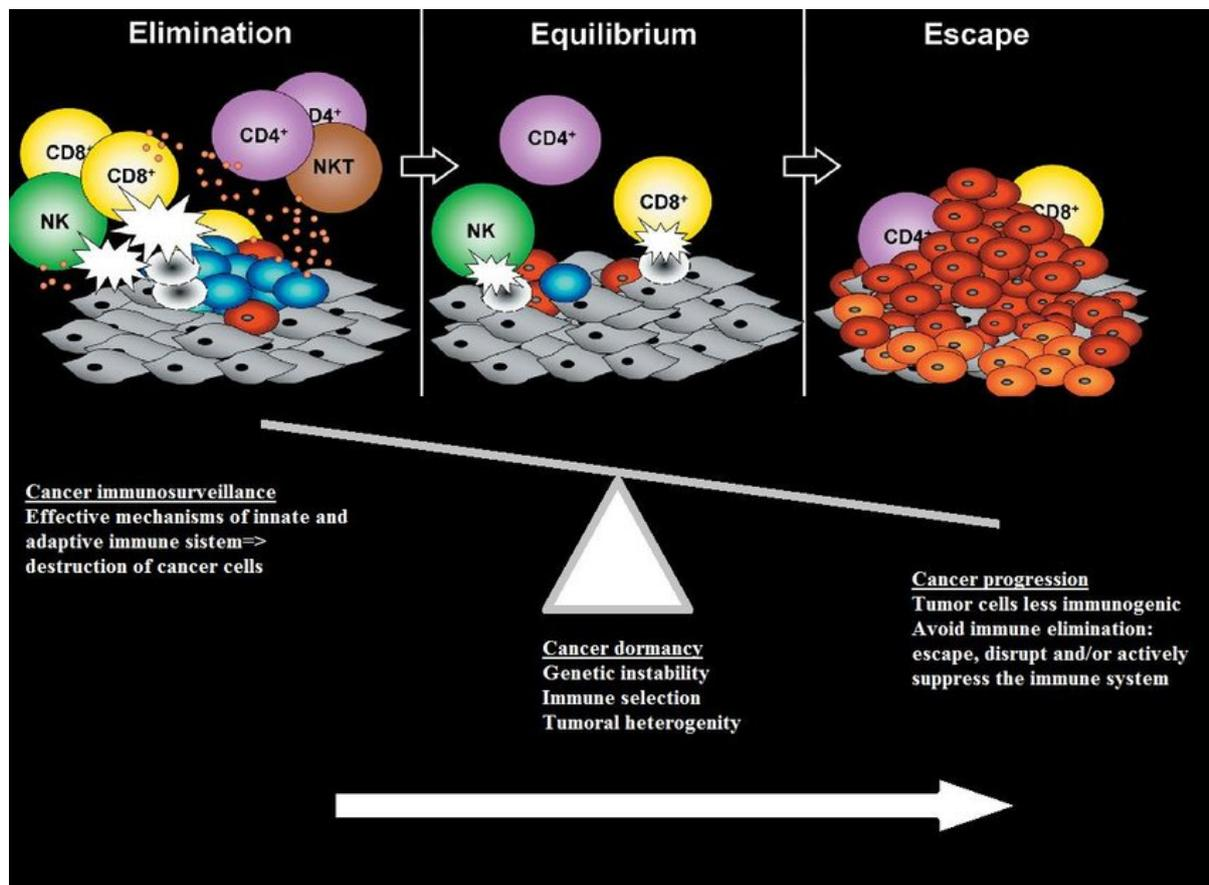 Elimination
Equilibrium
Escape
CD8⁺
CD8⁺
NK
CD4⁺
D4⁺
NKT
CD4⁺
NK
CD8⁺
CD4⁺
CD8⁺
Cancer immunosurveillance
Effective mechanisms of innate and
adaptive immune sistem=>
destruction of cancer cells
Cancer dormancy
Genetic instability
Immune selection
Tumoral heterogenity
Cancer progression
Tumor cells less immunogenic
Avoid immune elimination:
escape, disrupt and/or actively
suppress the immune system